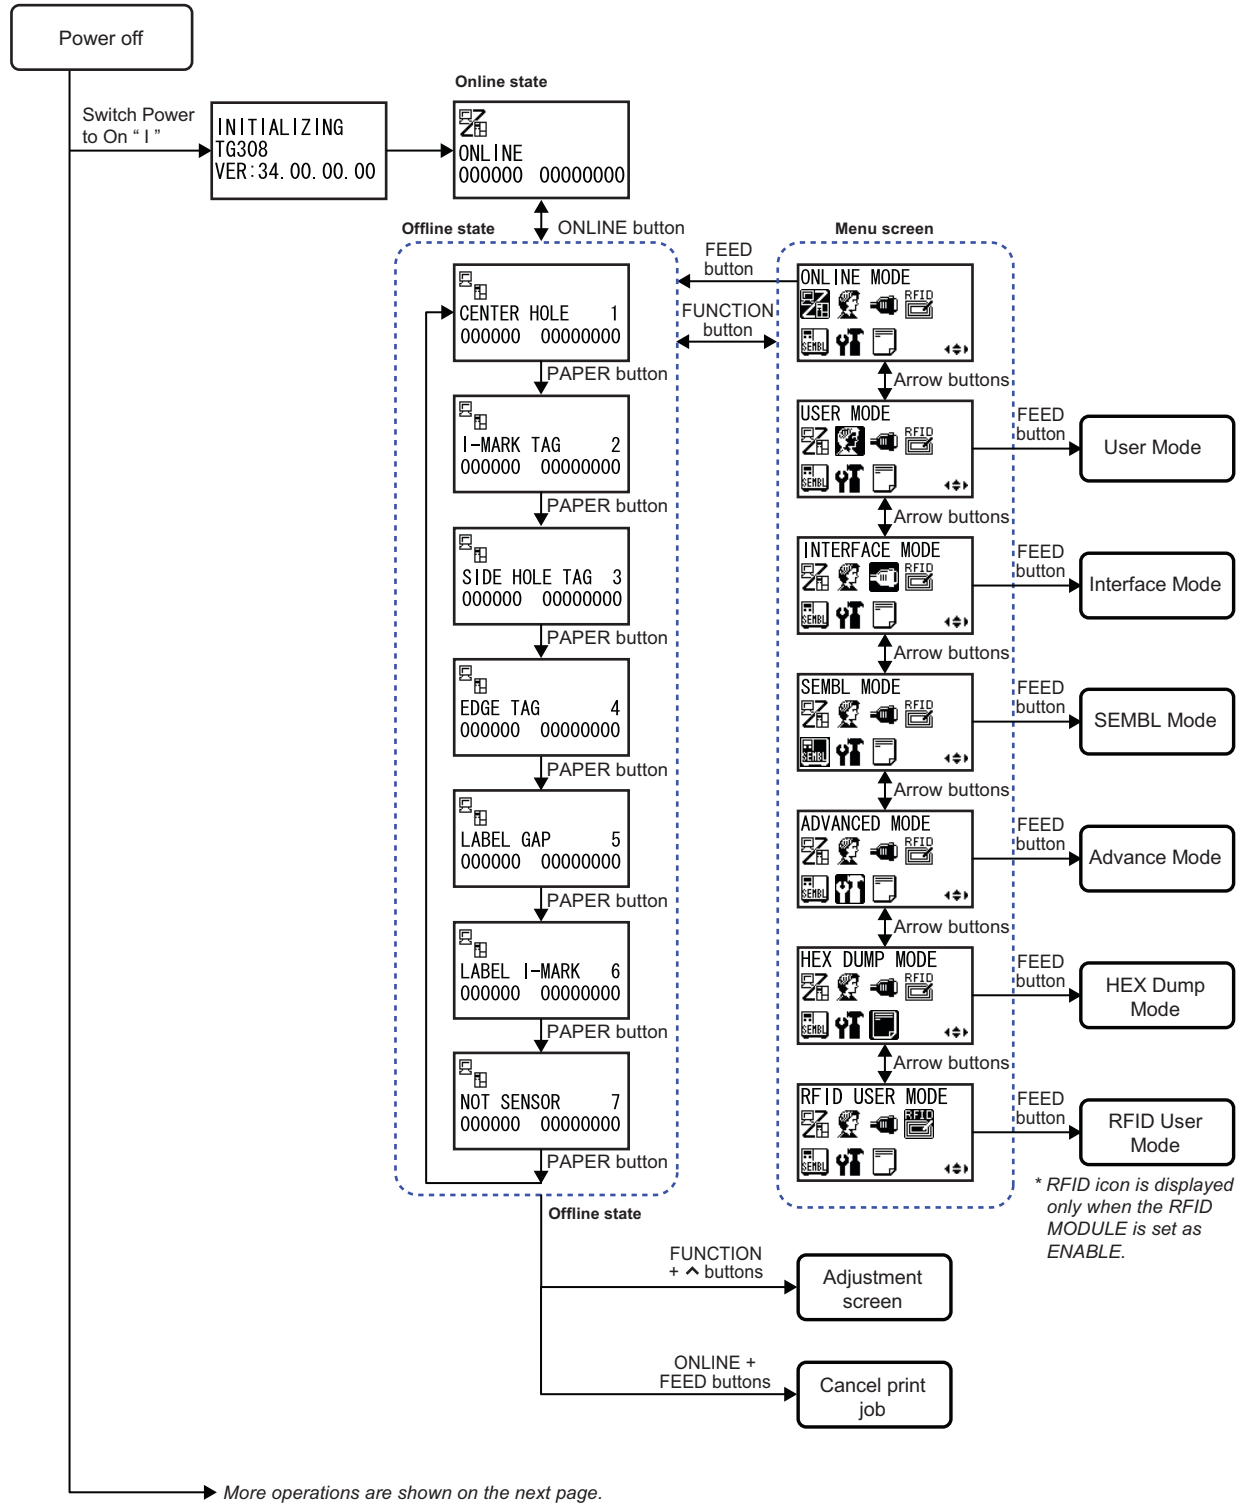 Power off
Switch Power
to On “ I ”
INITIALIZING
TG308
VER:34.00.00.00
Online state
ONLINE
000000 00000000
ONLINE button
Offline state
CENTER HOLE 1
000000 00000000
PAPER button
I-MARK TAG 2
000000 00000000
PAPER button
SIDE HOLE TAG 3
000000 00000000
PAPER button
EDGE TAG 4
000000 00000000
PAPER button
LABEL GAP 5
000000 00000000
PAPER button
LABEL I-MARK 6
000000 00000000
PAPER button
NOT SENSOR 7
000000 00000000
PAPER button
Offline state
FEED
button
FUNCTION
button
Menu screen
ONLINE MODE
RFID
SEMBL
Arrow buttons
USER MODE
RFID
SEMBL
FEED
button
User Mode
Arrow buttons
INTERFACE MODE
RFID
SEMBL
FEED
button
Interface Mode
Arrow buttons
SEMBL MODE
RFID
SEMBL
FEED
button
SEMBL Mode
Arrow buttons
ADVANCED MODE
RFID
SEMBL
FEED
button
Advance Mode
Arrow buttons
HEX DUMP MODE
RFID
SEMBL
FEED
button
HEX Dump
Mode
Arrow buttons
RFID USER MODE
RFID
SEMBL
FEED
button
RFID User
Mode
* RFID icon is displayed
only when the RFID
MODULE is set as
ENABLE.
FUNCTION
+ ^ buttons
Adjustment
screen
ONLINE +
FEED buttons
Cancel print
job
More operations are shown on the next page.